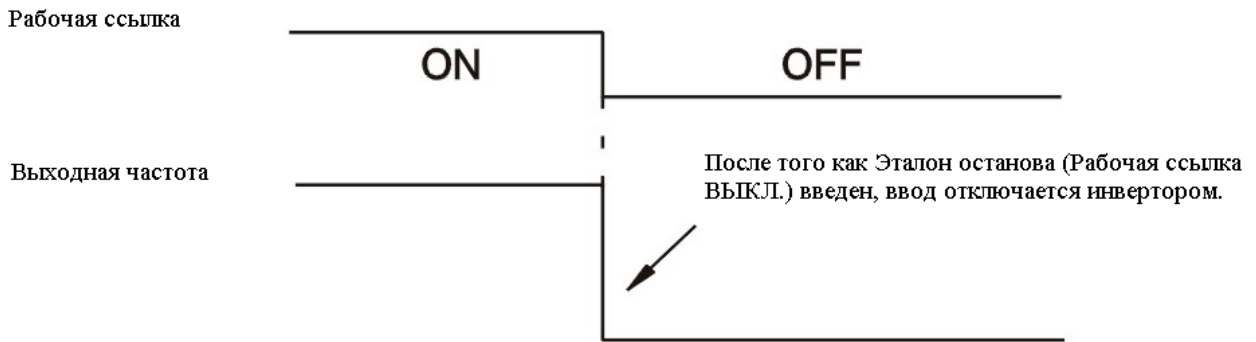 Рабочая ссылка
ON
OFF
Выходная частота
После того как Эталон останова (Рабочая ссылка
ВЫКЛ.) введен, ввод отключается инвертором.